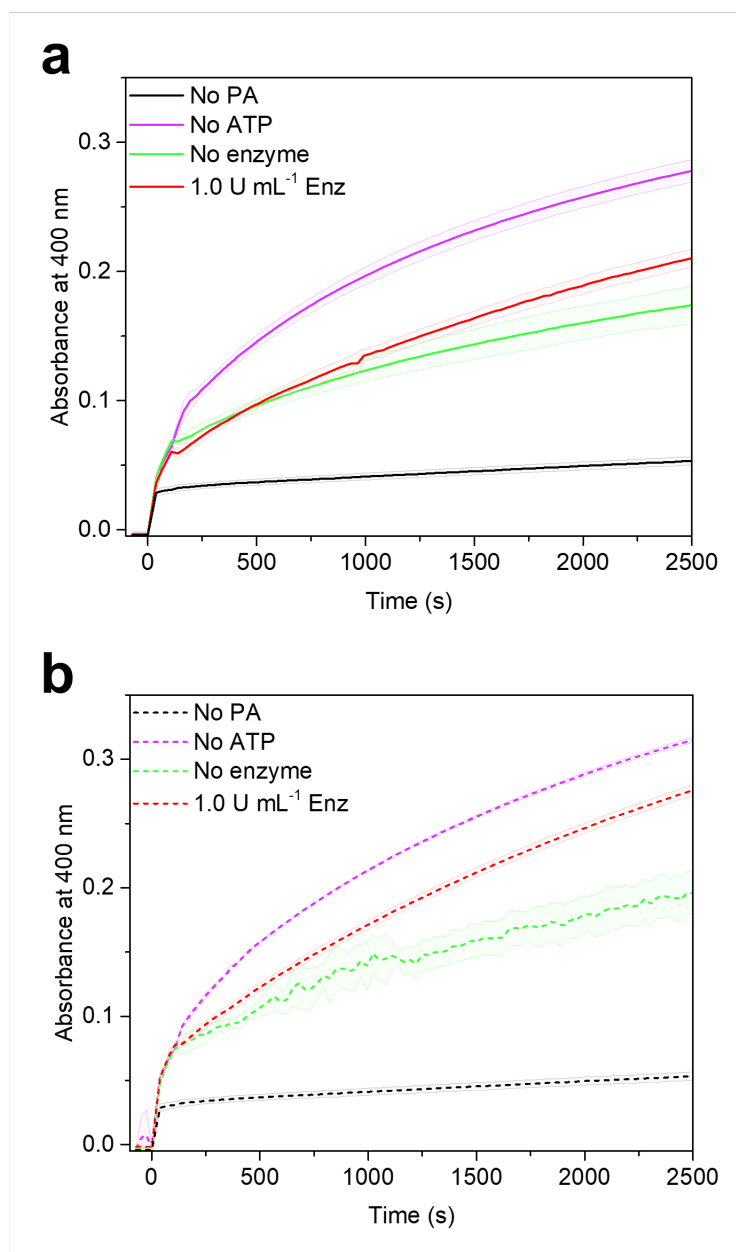 a
No PA
No ATP
No enzyme
1.0 U mL⁻¹ Enz
0.3
0.2
0.1
0.0
Absorbance at 400 nm
0 500 1000 1500 2000 2500
Time (s)
b
No PA
No ATP
No enzyme
1.0 U mL⁻¹ Enz
0.3
0.2
0.1
0.0
Absorbance at 400 nm
0 500 1000 1500 2000 2500
Time (s)